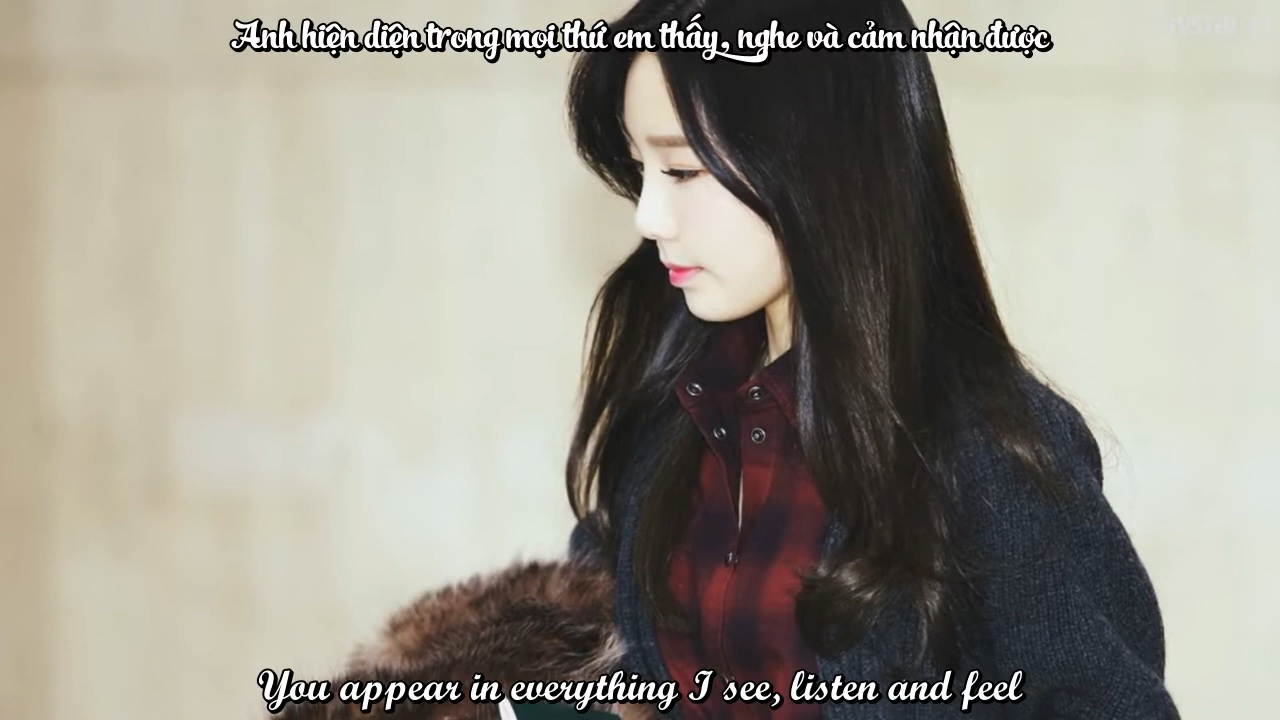 Anh hiện diện trong mọi thứ em thấy, nghe và cảm nhận được
You appear in everything I see, listen and feel